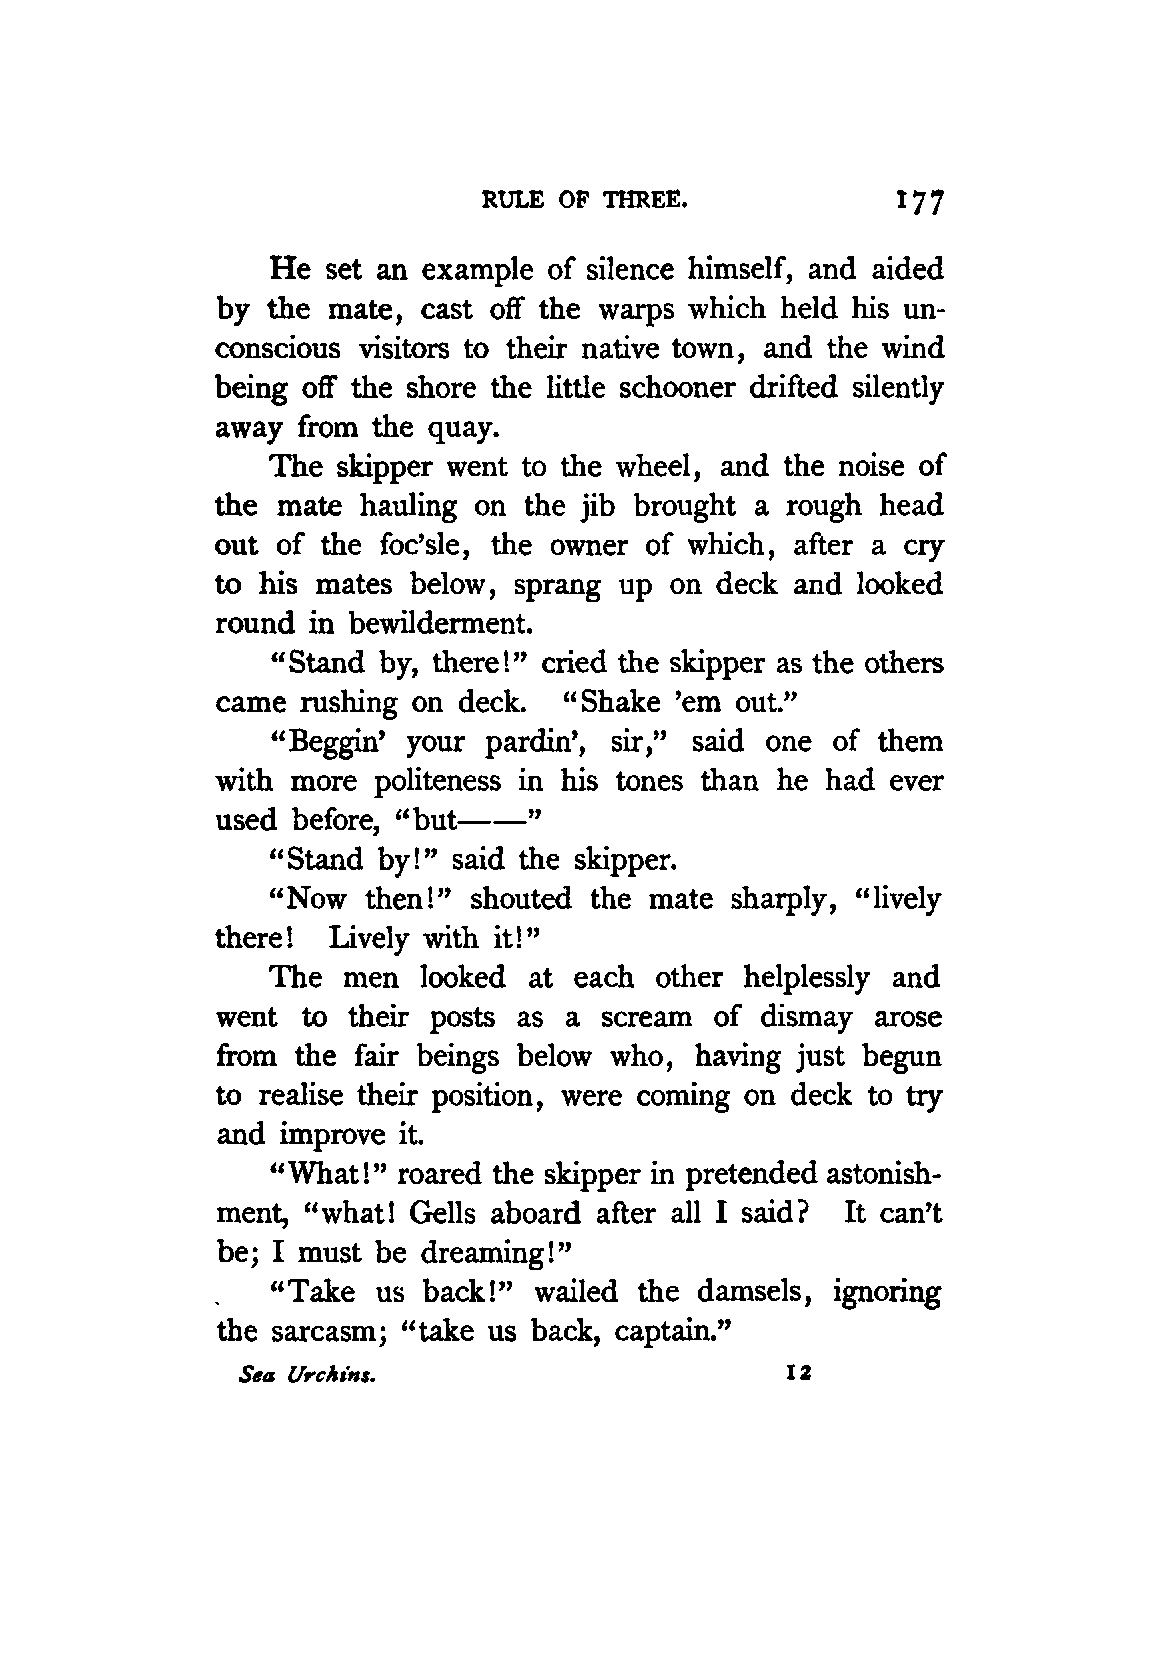 RULE OF THREE. 177
He set an example of silence himself, and aided
by the mate, cast off the warps which held his un-
conscious visitors to their native town, and the wind
being off the shore the little schooner drifted silently
away from the quay.
The skipper went to the wheel, and the noise of
the mate hauling on the jib brought a rough head
out of the foc’sle, the owner of which, after a cry
to his mates below, sprang up on deck and looked
round in bewilderment.
“Stand by, there!” cried the skipper as the others
came rushing on deck. “Shake ’em out.”
“Beggin’ your pardin’, sir,” said one of them
with more politeness in his tones than he had ever
used before, “but——”
“Stand by!” said the skipper.
“Now then!” shouted the mate sharply, “lively
there! Lively with it!”
The men looked at each other helplessly and
went to their posts as a scream of dismay arose
from the fair beings below who, having just begun
to realise their position, were coming on deck to try
and improve it.
“What!” roared the skipper in pretended astonish-
ment, “what! Gells aboard after all I said? It can’t
be; I must be dreaming!”
“Take us back!” wailed the damsels, ignoring
the sarcasm; “take us back, captain.”
Sea Urchins. 12